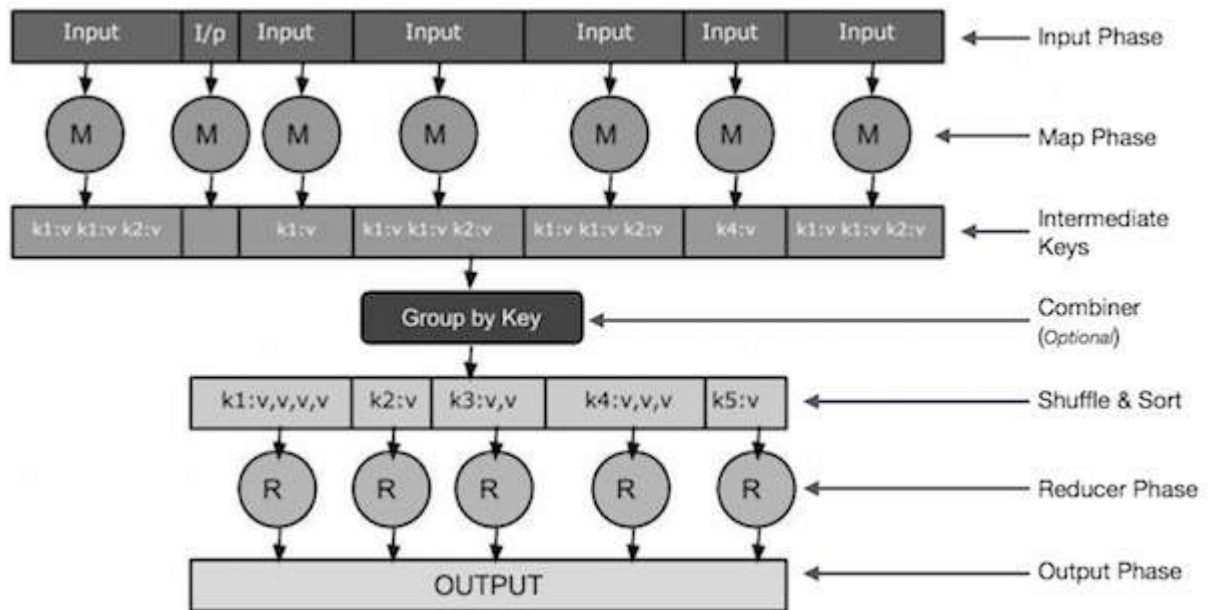 Input I/p Input Input Input Input Input
Input Phase
M M M M M M M
Map Phase
k1:v k1:v k2:v k1:v k1:v k1:v k2:v k1:v k1:v k2:v k4:v k1:v k1:v k2:v
Intermediate
Keys
Group by Key
Combiner
(Optional)
k1:v,v,v,v k2:v k3:v,v k4:v,v,v k5:v
Shuffle & Sort
R R R R R
Reducer Phase
OUTPUT
Output Phase